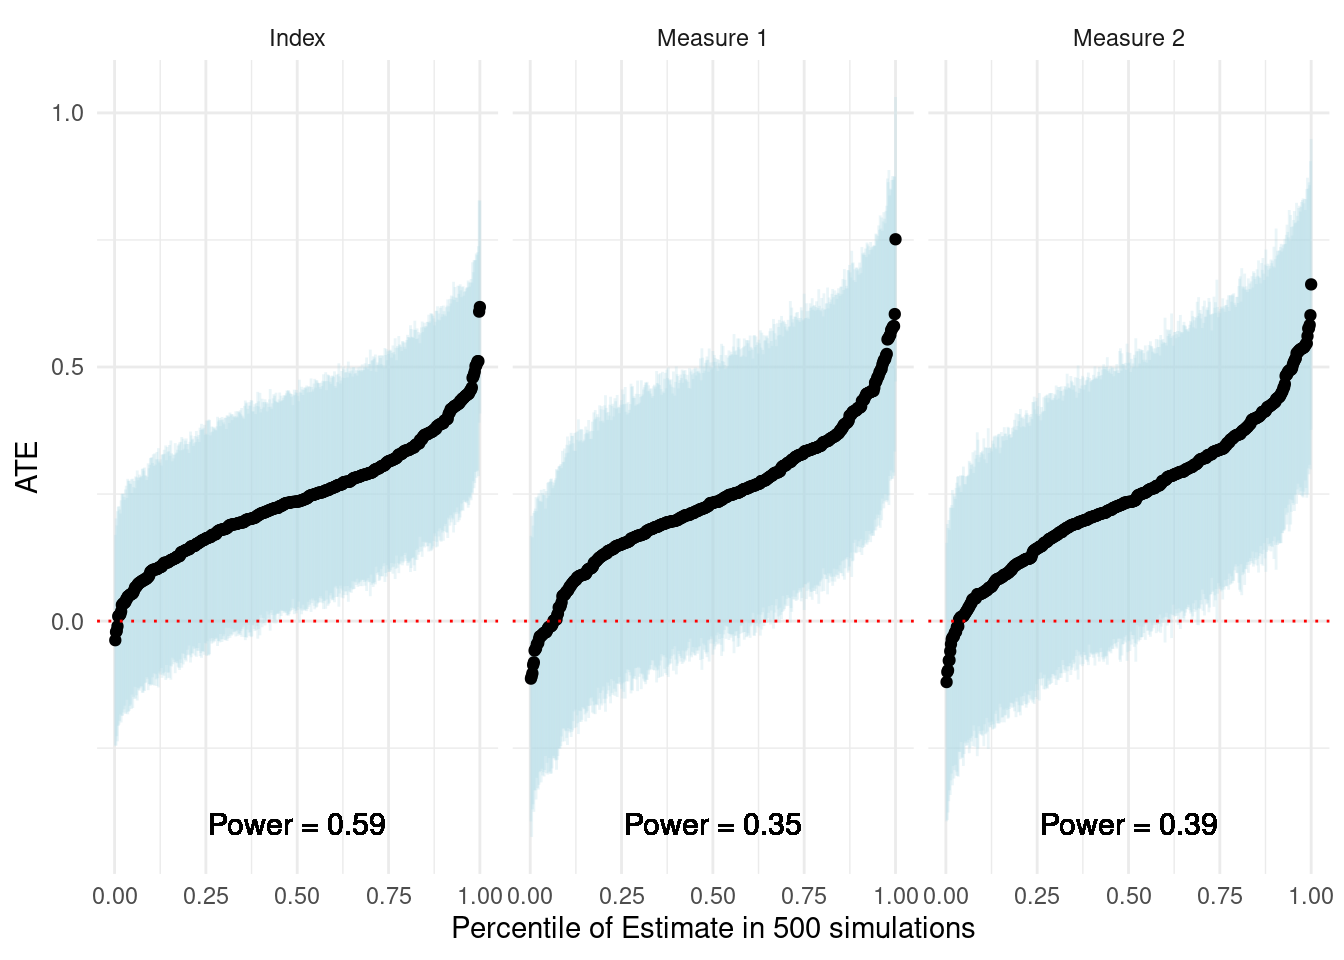 Index Measure 1 Measure 2
1.0
0.5
0.0
ATE
Power = 0.59 Power = 0.35 Power = 0.39
0.00 0.25 0.50 0.75 1.00 0.00 0.25 0.50 0.75 1.00 0.00 0.25 0.50 0.75 1.00
Percentile of Estimate in 500 simulations